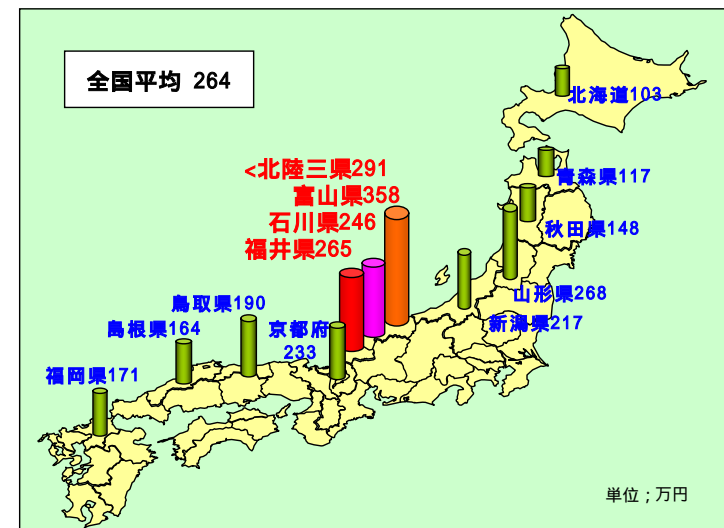 全国平均 264
北海道103
<北陸三県291
富山県358
石川県246
福井県265
青森県117
秋田県148
山形県268
新潟県217
鳥取県190
島根県164
京都府
233
福岡県171
単位；万円